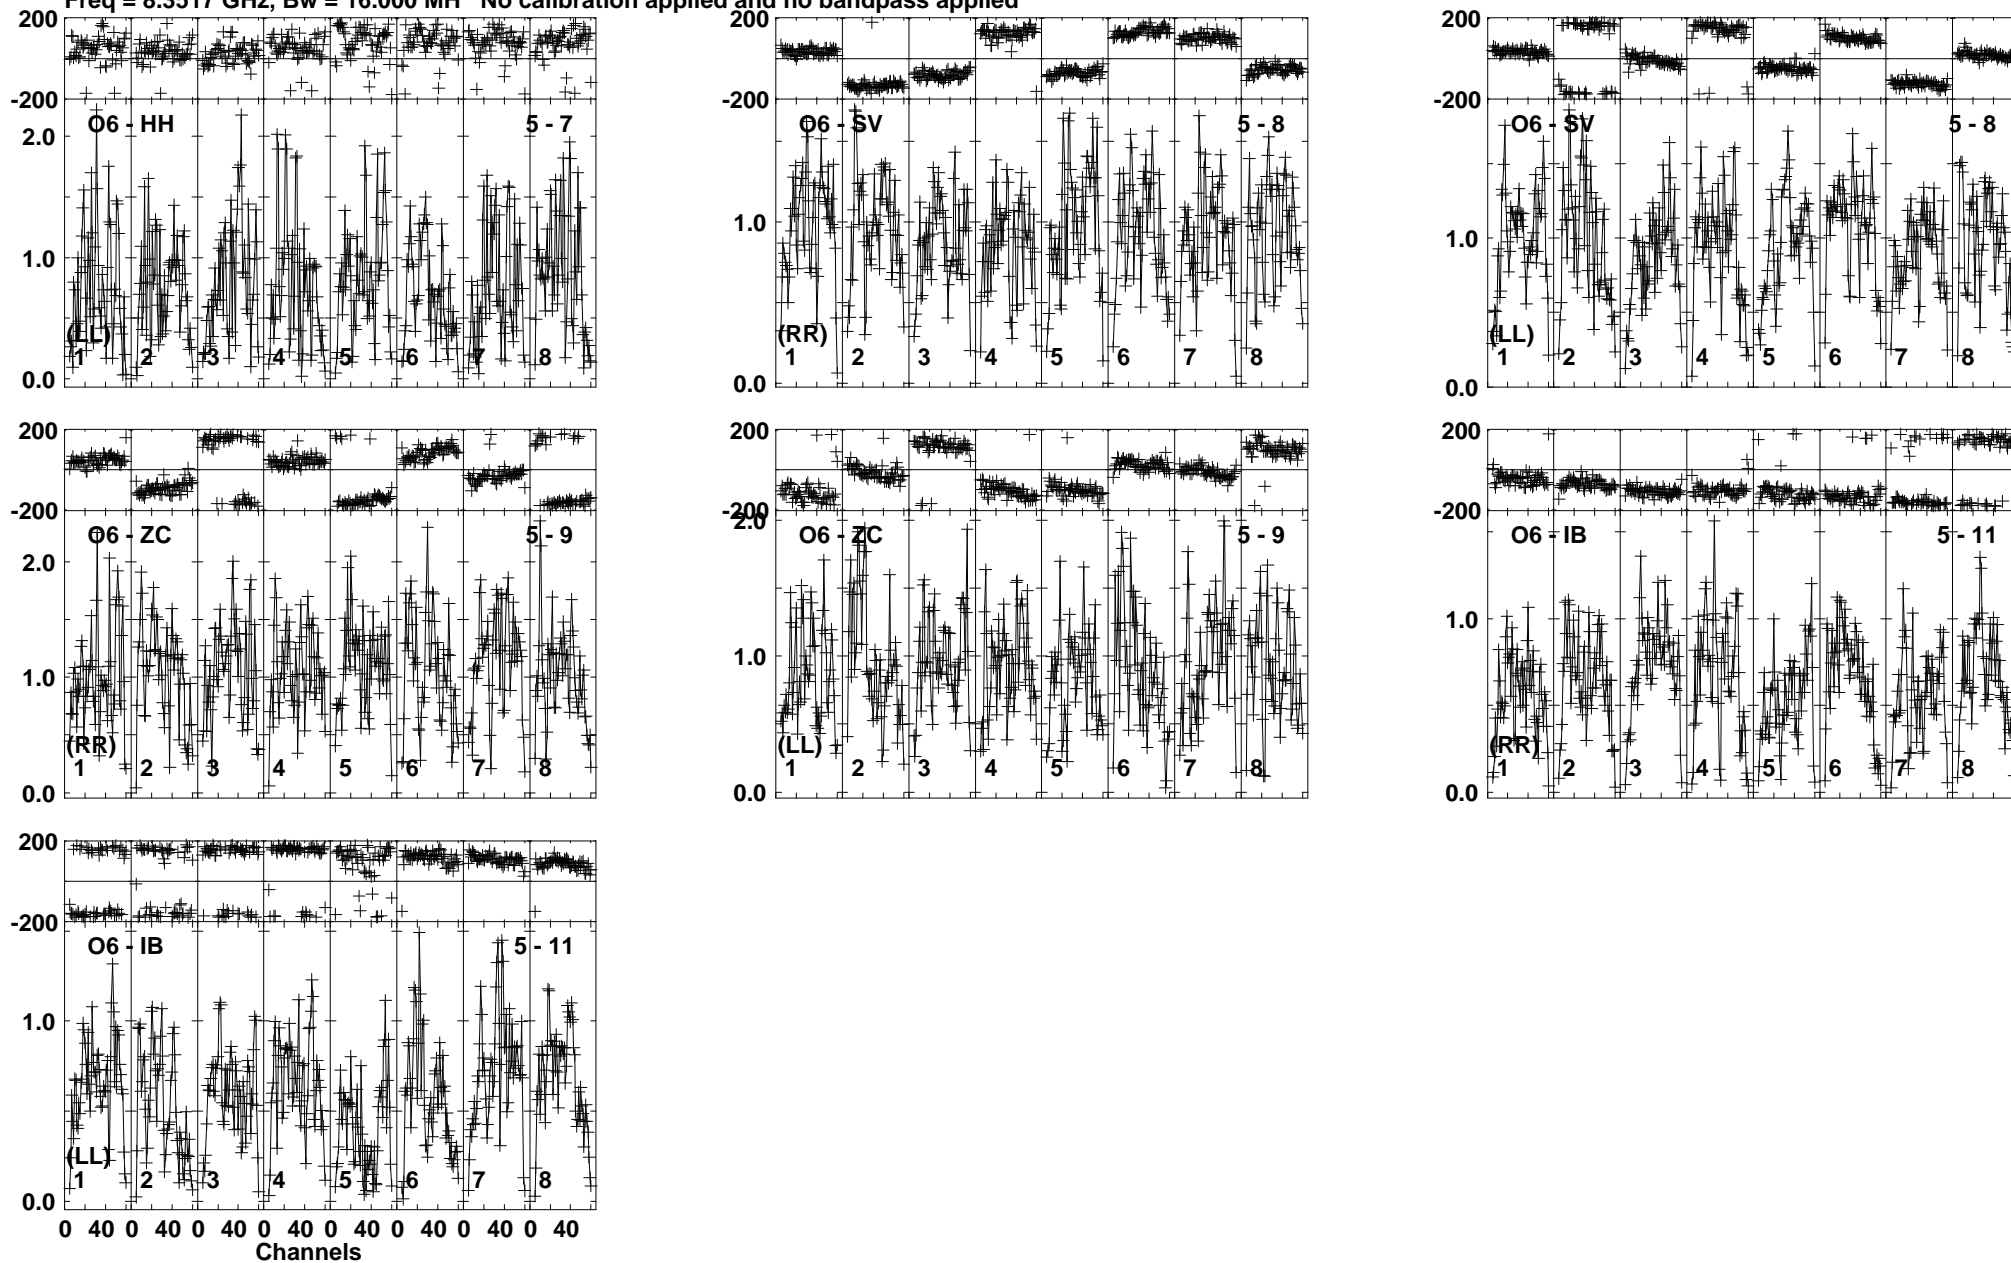 Freq = 8.3517 GHz, Bw = 16.000 MH No calibration applied and no bandpass applied
200 200 200
-200 -200 -200
O6 - HH 5 - 7 O6 - SV 5 - 8 O6 - SV 5 - 8
2.0
1.0 1.0 1.0
(LL) (RR) (LL)
1 2 3 4 5 6 7 8 1 2 3 4 5 6 7 8 1 2 3 4 5 6 7 8
0.0 0.0 0.0
200 200 200
-200 -200 -200
O6 - ZC 5 - 9 2.0 O6 - ZC 5 - 9 O6 - IB 5 - 11
2.0
1.0 1.0 1.0
(RR) (LL) (RR)
1 2 3 4 5 6 7 8 1 2 3 4 5 6 7 8 1 2 3 4 5 6 7 8
0.0 0.0 0.0
200
-200
O6 - IB 5 - 11
1.0
(LL)
1 2 3 4 5 6 7 8
0.0
0 40 0 40 0 40 0 40 0 40 0 40 0 40 0 40
Channels